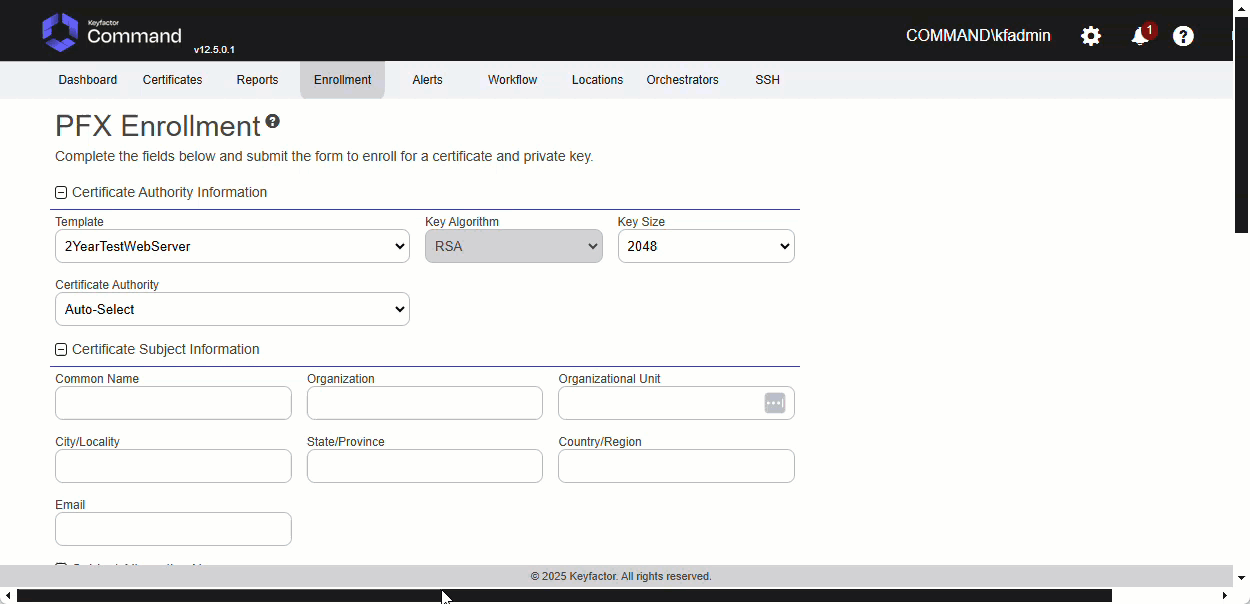 Keyfactor
Command
v12.5.0.1
COMMAND\kfadmin
1
?
Dashboard Certificates Reports Enrollment Alerts Workflow Locations Orchestrators SSH
PFX Enrollment ?
Complete the fields below and submit the form to enroll for a certificate and private key.
Certificate Authority Information
Template Key Algorithm Key Size
2YearTestWebServer RSA 2048
Certificate Authority
Auto-Select
Certificate Subject Information
Common Name Organization Organizational Unit
City/Locality State/Province Country/Region
Email
© 2025 Keyfactor. All rights reserved.